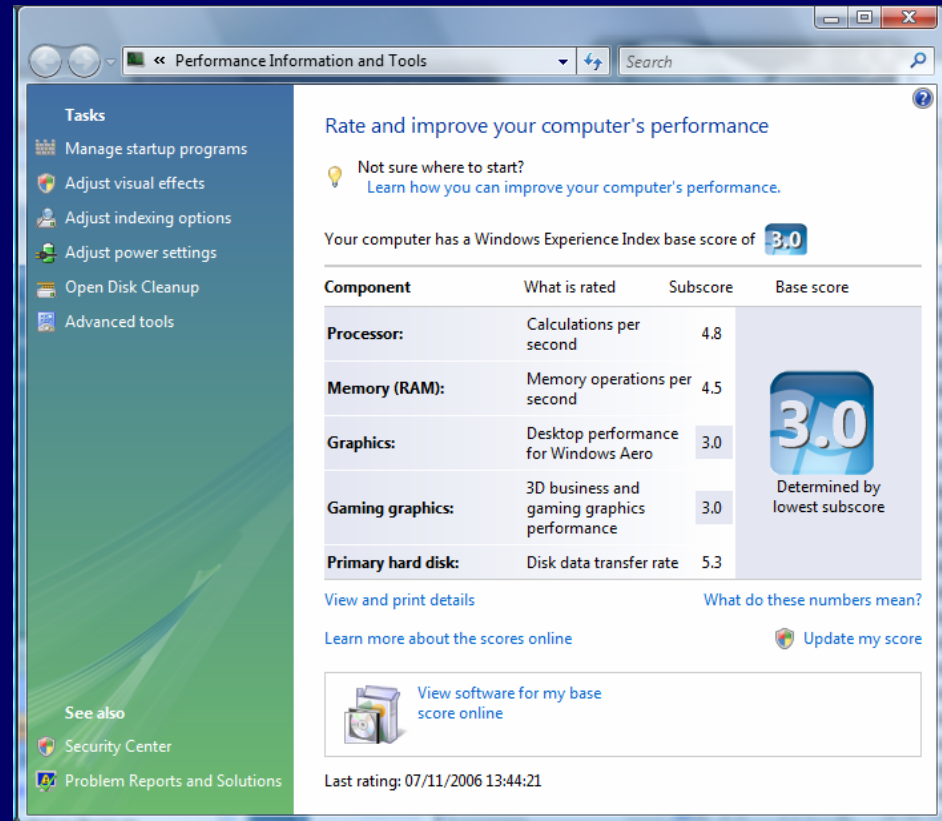 « Performance Information and Tools
Search
Tasks
Manage startup programs
Adjust visual effects
Adjust indexing options
Adjust power settings
Open Disk Cleanup
Advanced tools
See also
Security Center
Problem Reports and Solutions
Rate and improve your computer's performance
Not sure where to start?
Learn how you can improve your computer's performance.
Your computer has a Windows Experience Index base score of 3.0
Component What is rated Subscore Base score
Processor: Calculations per
second 4.8
Memory (RAM): Memory operations per
second 4.5
Graphics: Desktop performance
for Windows Aero 3.0
Gaming graphics: 3D business and
gaming graphics
performance 3.0
Primary hard disk: Disk data transfer rate 5.3
3.0
Determined by
lowest subscore
View and print details What do these numbers mean?
Learn more about the scores online Update my score
View software for my base
score online
Last rating: 07/11/2006 13:44:21